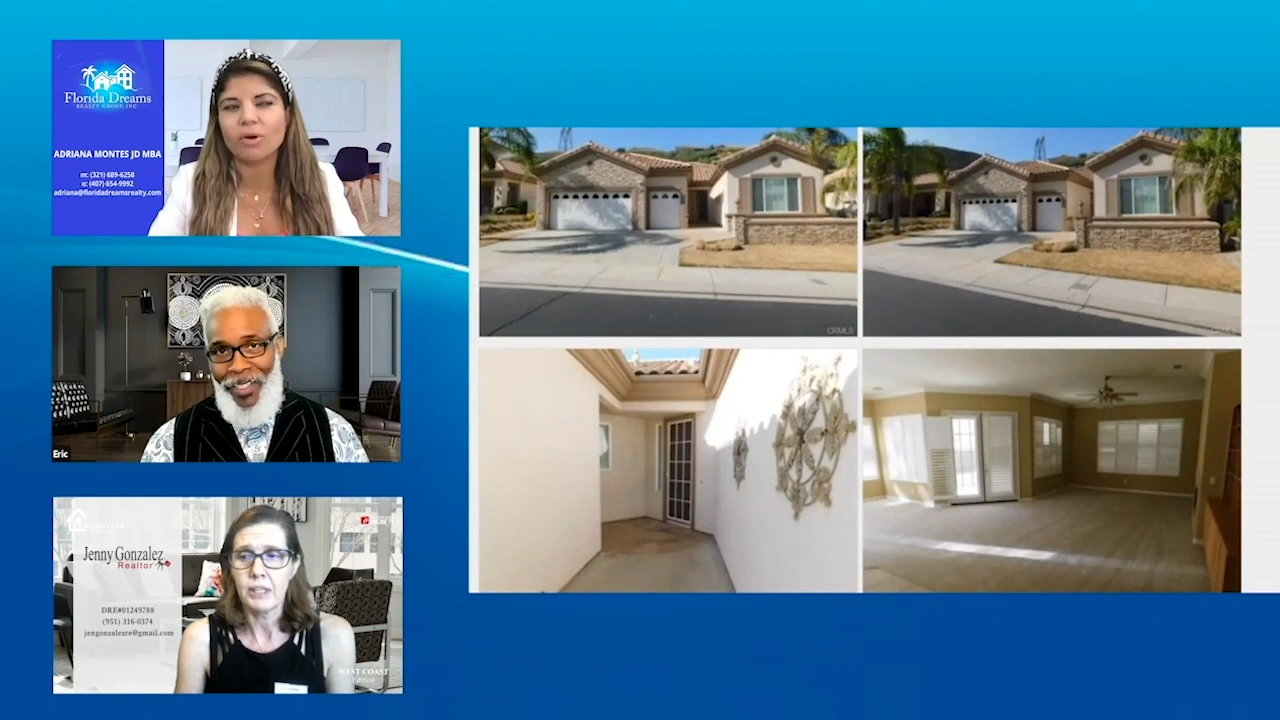 Florida Dreams
REALTY GROUP, INC
ADRIANA MONTES JD MBA
m: (321) 689-6258
o: (407) 654-9992
adriana@floridadreamsrealty.com
Eric
Jenny Gonzalez
Realtor
DRE#01249788
(951) 316-0374
jengonzalezre@gmail.com
WEST COAST
Edition
CRMLS
CRMLS